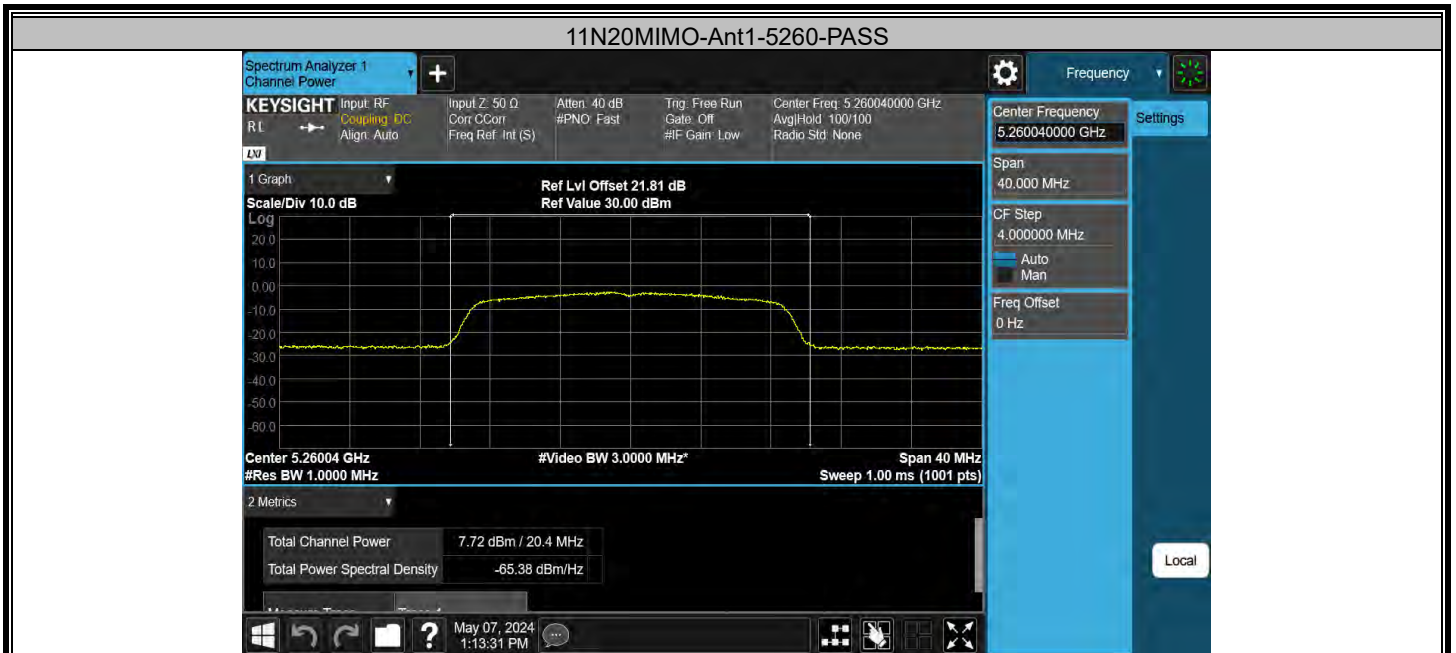 11N20MIMO-Ant1-5260-PASS
Spectrum Analyzer 1
Channel Power
+
Frequency
KEYSIGHT
RL
LXI
Input: RF
Coupling: DC
Align: Auto
Input Z: 50 Ω
Corr CCorr
Freq Ref: Int (S)
Atten: 40 dB
#PNO: Fast
Trig: Free Run
Gate: Off
#IF Gain: Low
Center Freq: 5.260040000 GHz
Avg|Hold: 100/100
Radio Std: None
Center Frequency
5.260040000 GHz
Settings
Span
40.000 MHz
CF Step
4.000000 MHz
Auto
Man
Freq Offset
0 Hz
1 Graph
Scale/Div 10.0 dB
Ref Lvl Offset 21.81 dB
Ref Value 30.00 dBm
Log
20.0
10.0
0.00
-10.0
-20.0
-30.0
-40.0
-50.0
-60.0
Center 5.26004 GHz
#Video BW 3.0000 MHz*
Span 40 MHz
#Res BW 1.0000 MHz
Sweep 1.00 ms (1001 pts)
2 Metrics
Total Channel Power 7.72 dBm / 20.4 MHz
Total Power Spectral Density -65.38 dBm/Hz
Local
?
May 07, 2024
1:13:31 PM